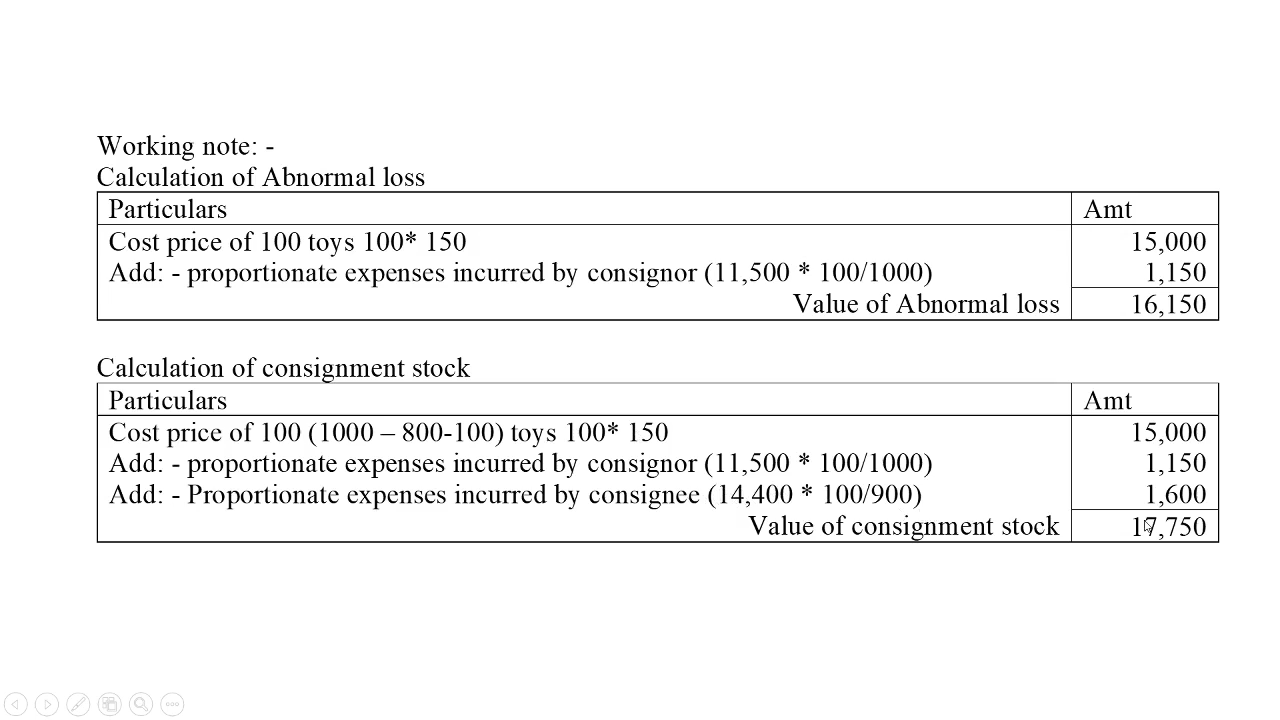 Working note: -
Calculation of Abnormal loss
Particulars Amt
Cost price of 100 toys 100* 150 15,000
Add: - proportionate expenses incurred by consignor (11,500 * 100/1000) 1,150
Value of Abnormal loss 16,150
Calculation of consignment stock
Particulars Amt
Cost price of 100 (1000 – 800-100) toys 100* 150 15,000
Add: - proportionate expenses incurred by consignor (11,500 * 100/1000) 1,150
Add: - Proportionate expenses incurred by consignee (14,400 * 100/900) 1,600
Value of consignment stock 17,750